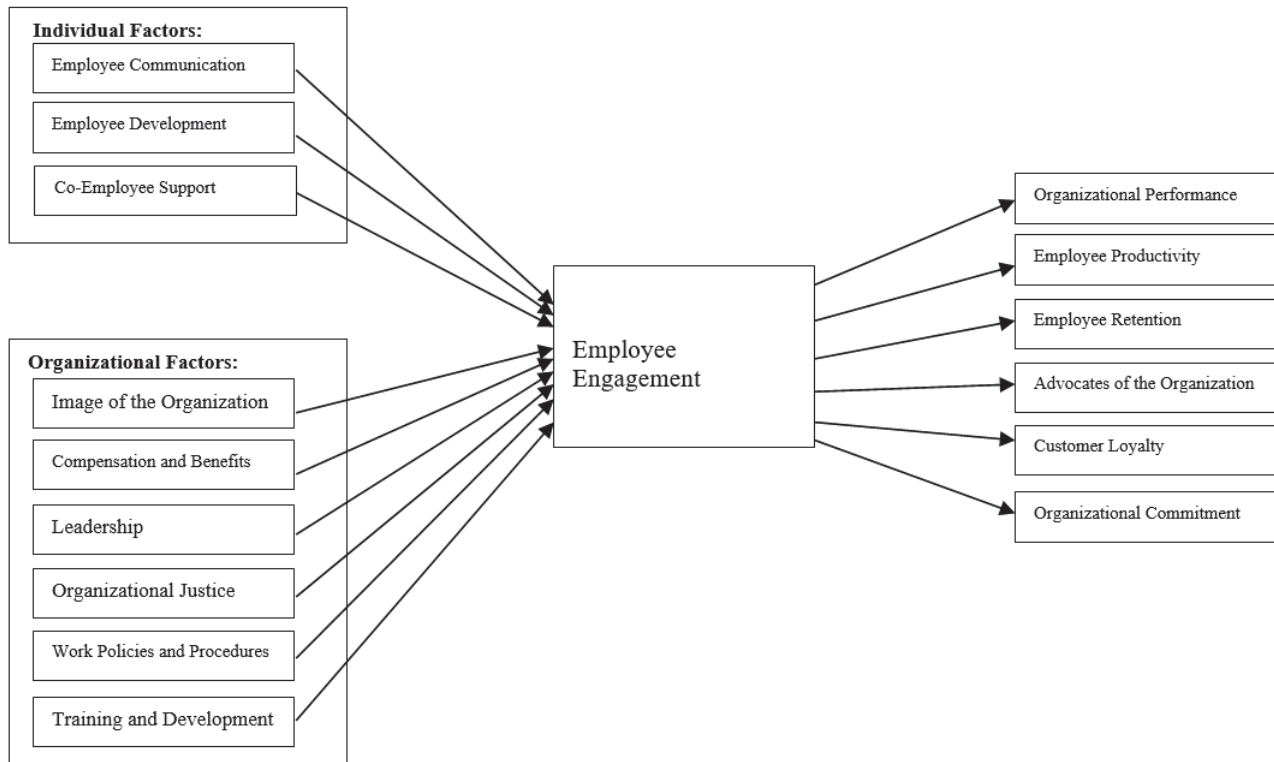 Individual Factors:
Employee Communication
Employee Development
Co-Employee Support
Organizational Factors:
Image of the Organization
Compensation and Benefits
Leadership
Organizational Justice
Work Policies and Procedures
Training and Development
Employee
Engagement
Organizational Performance
Employee Productivity
Employee Retention
Advocates of the Organization
Customer Loyalty
Organizational Commitment